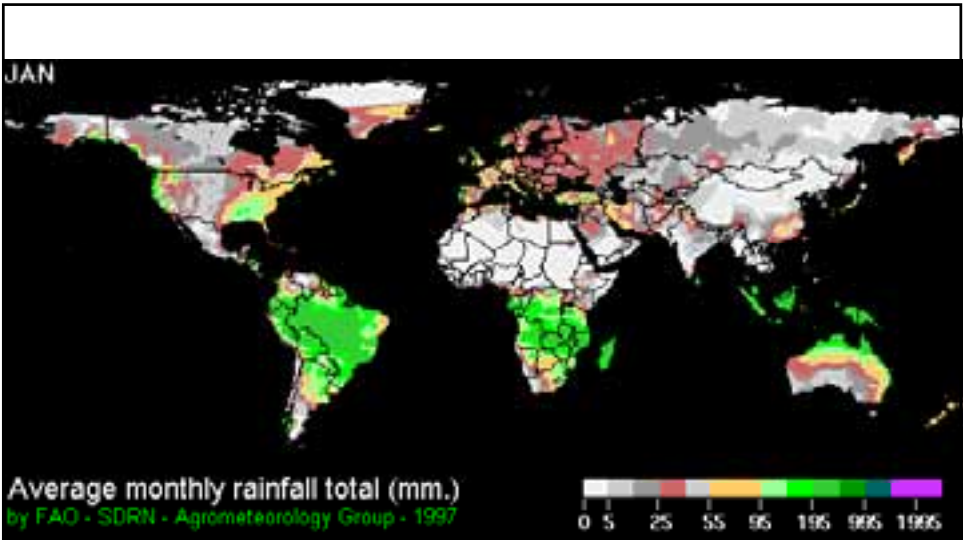 JAN
Average monthly rainfall total (mm.)
by FAO - SDRN - Agrometeorology Group - 1997
0 5 25 55 95 195 995 1995